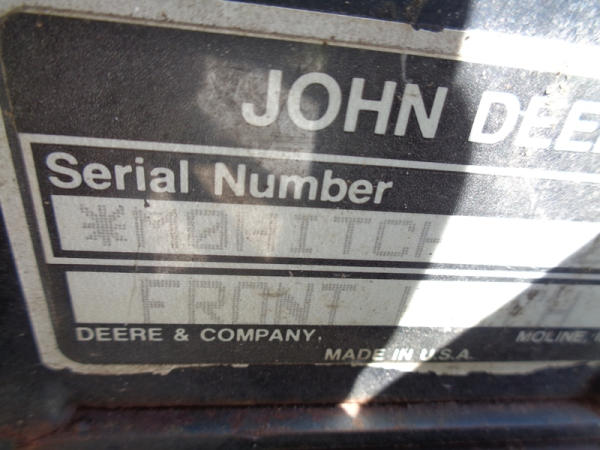 JOHN DEE
Serial Number
*M0HITCH
FRONT
DEERE & COMPANY,
MOLINE,
MADE IN U.S.A.